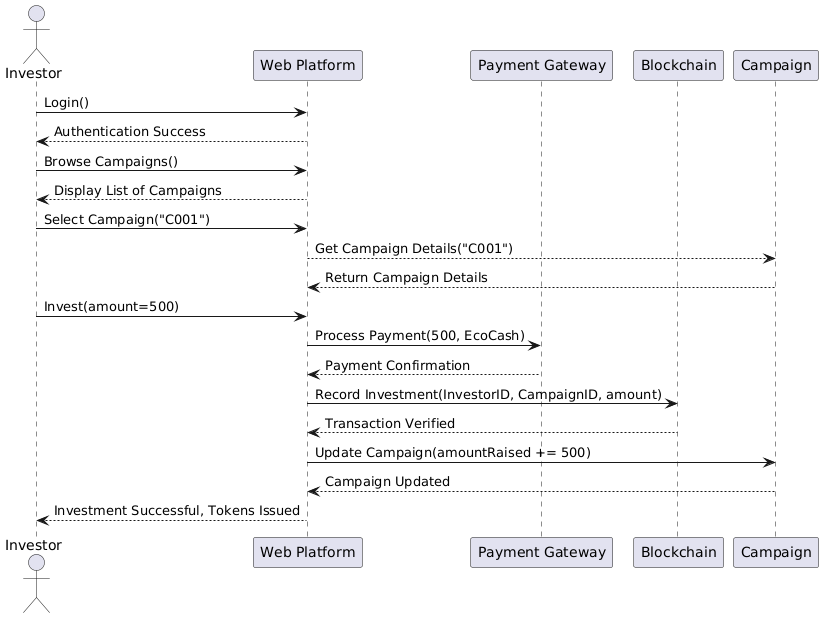 Investor
Web Platform
Payment Gateway
Blockchain
Campaign
Login()
Authentication Success
Browse Campaigns()
Display List of Campaigns
Select Campaign("C001")
Get Campaign Details("C001")
Return Campaign Details
Invest(amount=500)
Process Payment(500, EcoCash)
Payment Confirmation
Record Investment(InvestorID, CampaignID, amount)
Transaction Verified
Update Campaign(amountRaised += 500)
Campaign Updated
Investment Successful, Tokens Issued
Investor
Web Platform
Payment Gateway
Blockchain
Campaign